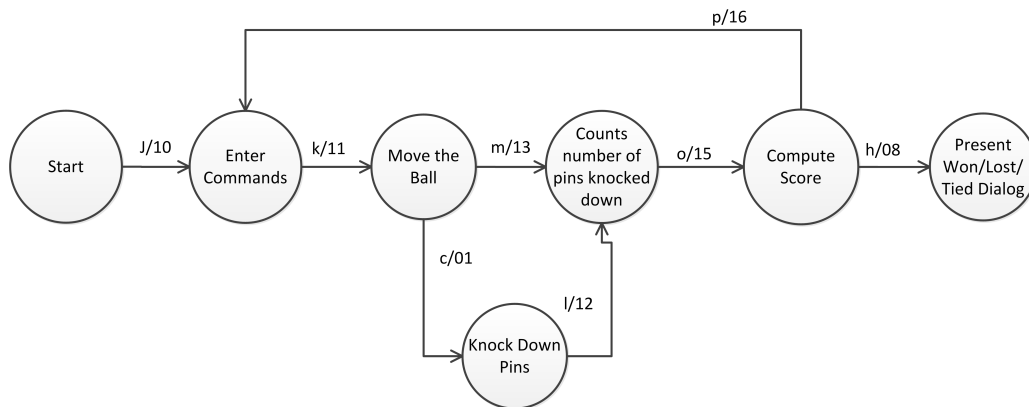 p/16
Start
J/10
Enter
Commands
k/11
Move the
Ball
m/13
Counts
number of
pins knocked
down
o/15
Compute
Score
h/08
Present
Won/Lost/
Tied Dialog
c/01
l/12
Knock Down
Pins